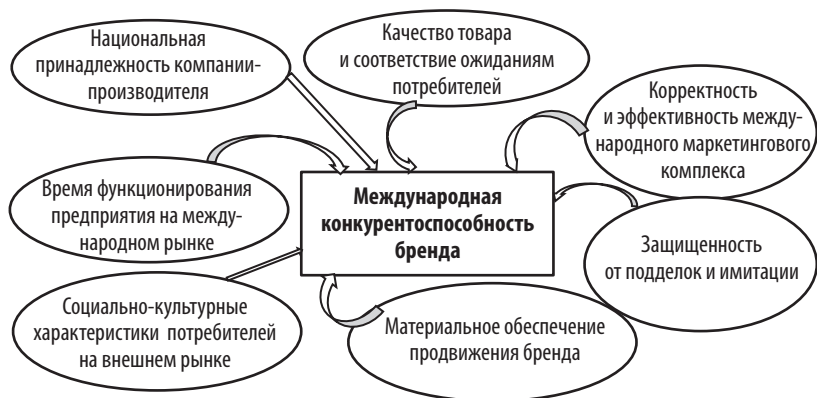 Национальная
принадлежность компании-
производителя
Качество товара
и соответствие ожиданиям
потребителей
Корректность
и эффективность между-
народного маркетингового
комплекса
Время функционирования
предприятия на между-
народном рынке
Международная
конкурентоспособность
бренда
Защищенность
от подделок и имитации
Социально-культурные
характеристики потребителей
на внешнем рынке
Материальное обеспечение
продвижения бренда